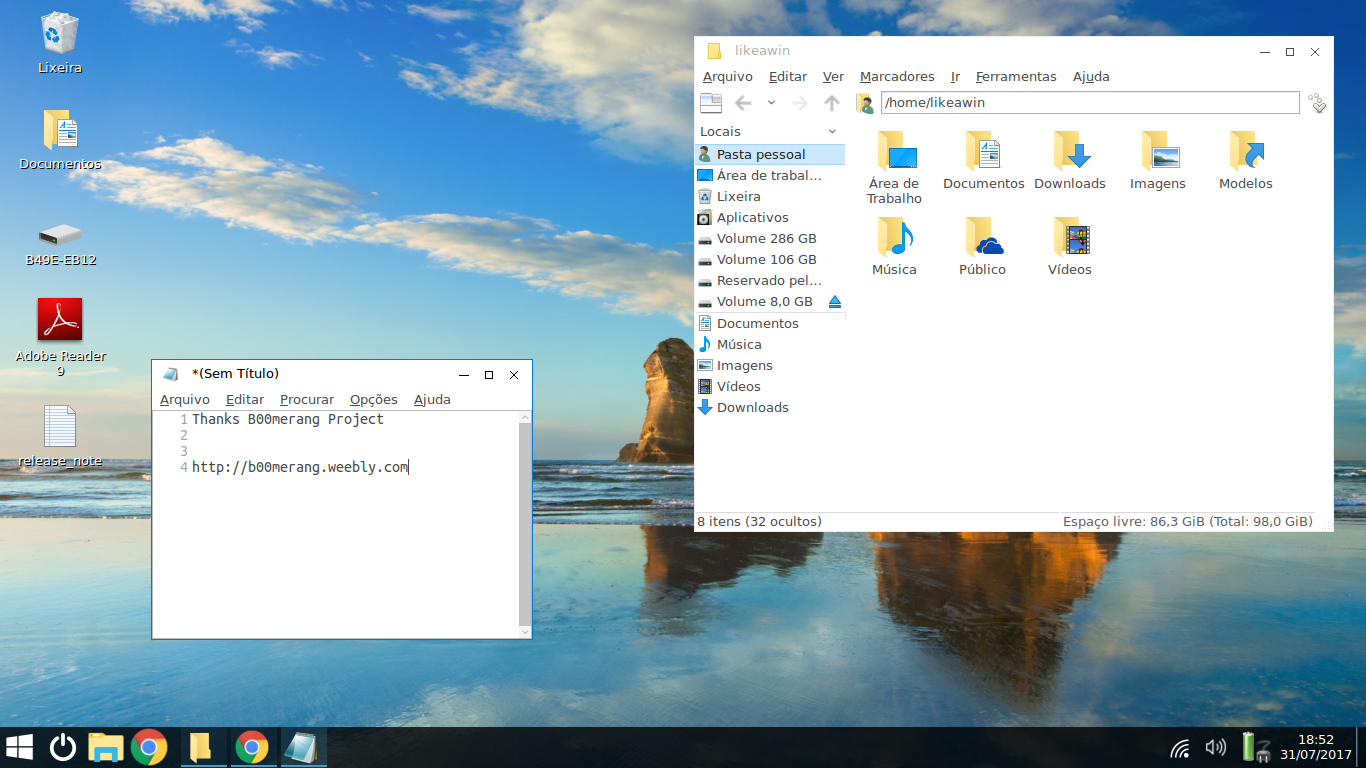 Lixeira
Documentos
B49E-EB12
Adobe Reader
9
release_note
*(Sem Título)
Arquivo Editar Procurar Opções Ajuda
1 Thanks B00merang Project
2
3
4 http://b00merang.weebly.com
likeawin
Arquivo Editar Ver Marcadores Ir Ferramentas Ajuda
/home/likeawin
Locais
Pasta pessoal
Área de trabal...
Lixeira
Aplicativos
Volume 286 GB
Volume 106 GB
Reservado pel...
Volume 8,0 GB
Documentos
Música
Imagens
Vídeos
Downloads
Área de
Trabalho
Documentos
Downloads
Imagens
Modelos
Música
Público
Vídeos
8 itens (32 ocultos)
Espaço livre: 86,3 GiB (Total: 98,0 GiB)
18:52
31/07/2017